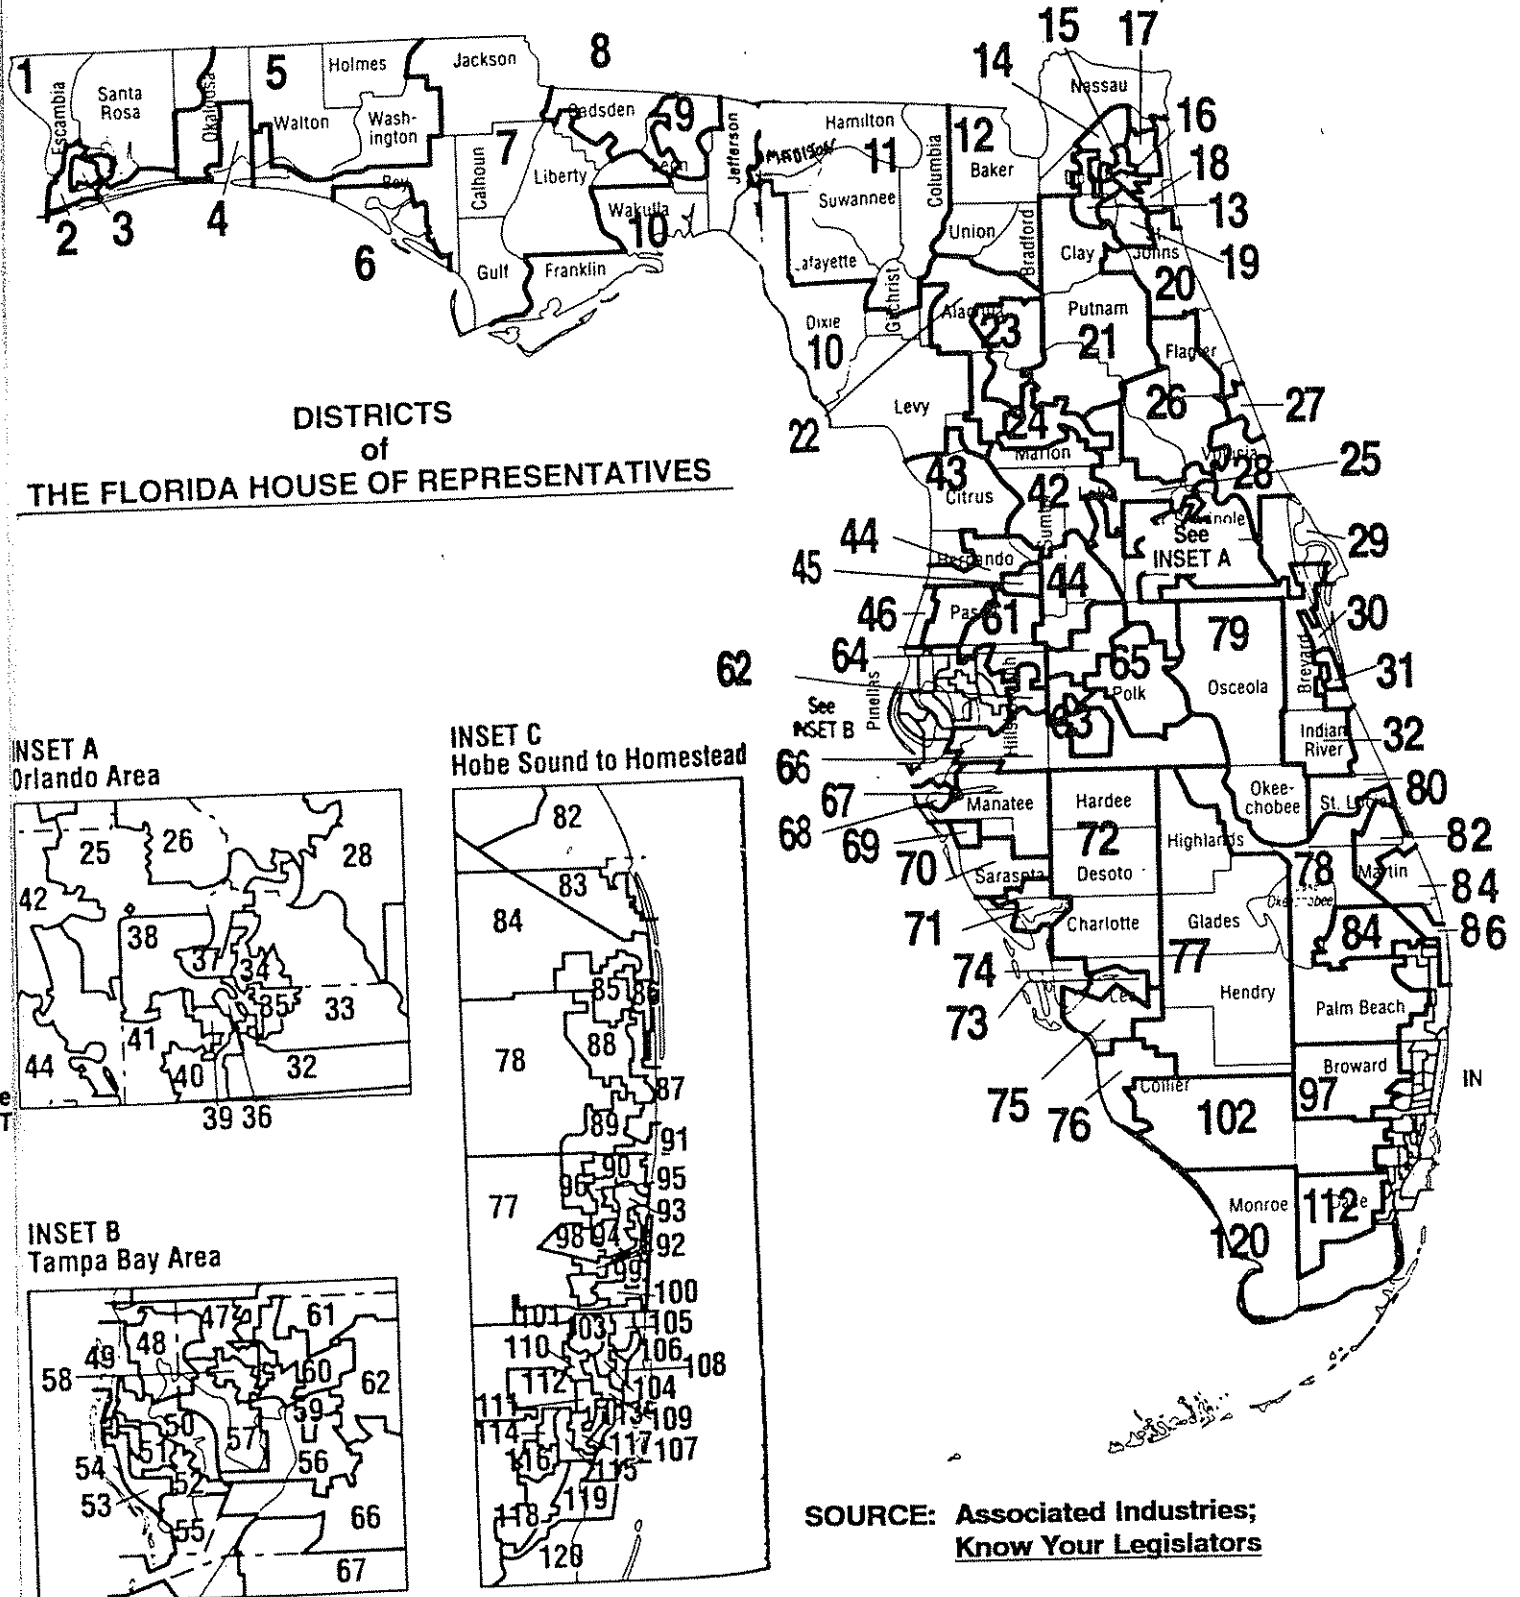 15
17
14
8
1
5
Holmes
Jackson
Nassau
Escambia
Santa
Rosa
Okaloosa
Walton
Wash-
ington
Gadsden
9
Hamilton
16
12
Baker
7
Calhoun
Liberty
Leon
Jefferson
MADISON
11
Columbia
18
Suwannee
13
2
3
4
Bay
Wakulla
10
Union
Bradford
Clay
Johns
19
6
Gulf
Franklin
Lafayette
Gilchrist
20
Dixie
10
Alachua
23
Putnam
21
Flagler
Levy
22
24
26
27
Marion
Volusia
28
25
43
Citrus
42
Lake
Sumter
DISTRICTS
of
THE FLORIDA HOUSE OF REPRESENTATIVES
See
INSET A
29
44
Hernando
45
44
46
Pasco
61
79
30
64
65
62
Polk
Osceola
Brevard
31
Pinellas
See
INSET B
Hillsborough
63
Indian
River
32
66
67
Manatee
Hardee
Okee-
chobee
St. Lucie
80
68
69
72
Highlands
82
70
Sarasota
Desoto
78
Martin
84
Okeechobee
71
Charlotte
Glades
84
86
74
77
73
Lee
Hendry
Palm Beach
Broward
IN
75
76
Collier
97
102
Monroe
112
Dade
120
NSET A
Orlando Area
25
26
28
42
38
37
34
35
33
41
44
40
32
39 36
e
T
INSET C
Hobe Sound to Homestead
82
83
84
85
86
88
78
87
89
91
90
96
95
77
93
98
94
92
99
100
101
103
105
110
106
108
112
104
111
113
109
114
117
107
116
115
119
118
120
INSET B
Tampa Bay Area
47
61
48
49
58
60
62
59
50
57
51
56
54
52
53
55
66
67
SOURCE: Associated Industries;
Know Your Legislators